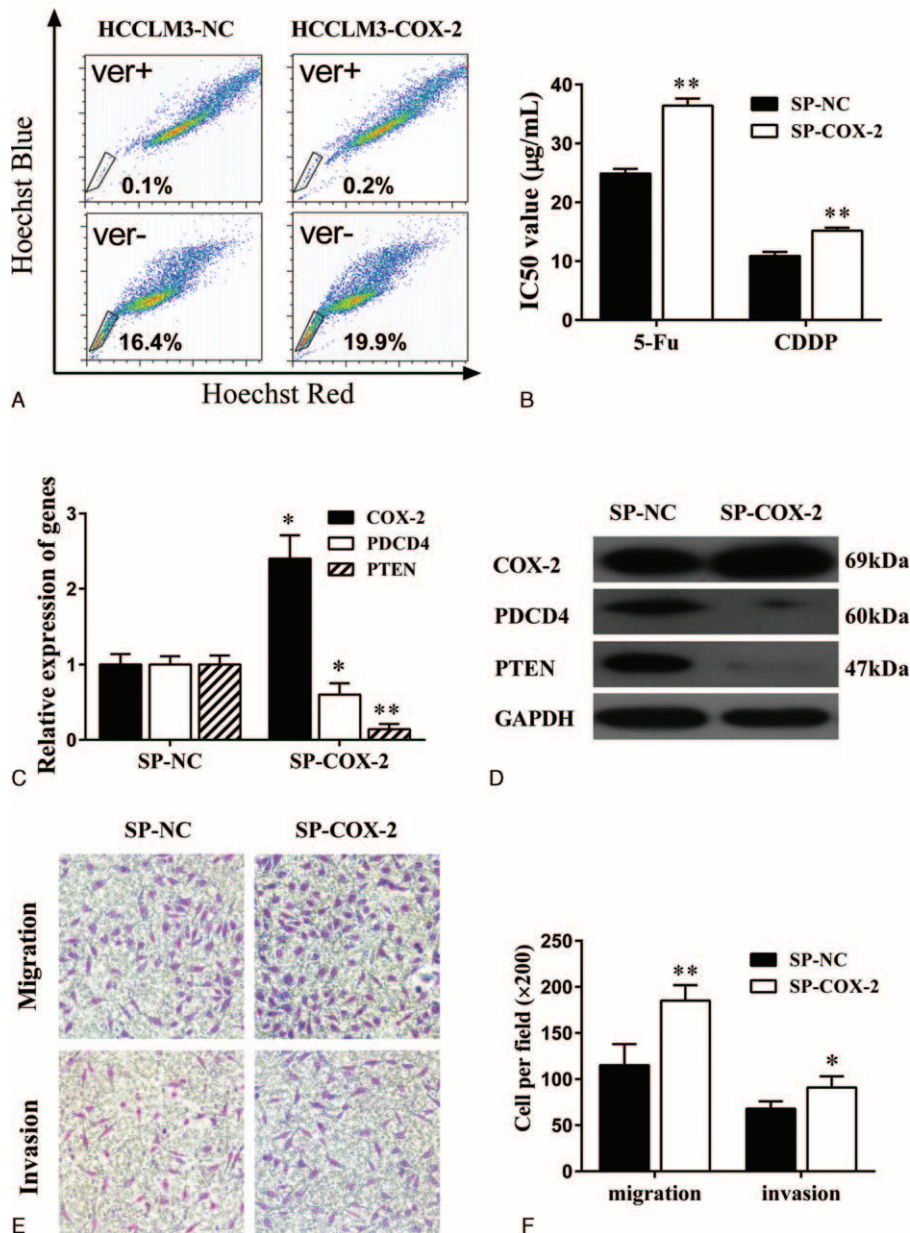 HCCLM3-NC HCCLM3-COX-2
ver+ ver+
0.1% 0.2%
ver- ver-
16.4% 19.9%
Hoechst Blue
Hoechst Red
A
IC50 value (μg/mL)
40
30
20
10
0
** **
SP-NC
SP-COX-2
5-Fu CDDP
B
Relative expression of genes
3
2
1
0
* * **
COX-2
PDCD4
PTEN
SP-NC SP-COX-2
C
SP-NC SP-COX-2
COX-2 69kDa
PDCD4 60kDa
PTEN 47kDa
GAPDH
D
SP-NC SP-COX-2
Migration
Invasion
E
Cell per field (×200)
250
200
150
100
50
0
** *
SP-NC
SP-COX-2
migration invasion
F